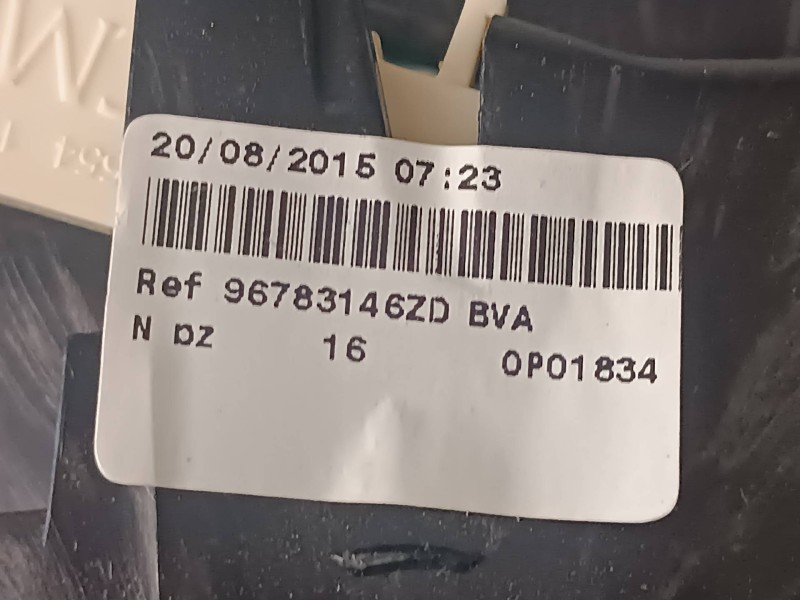 20/08/2015 07:23
Ref 96783146ZD BVA
N pz 16 0P01834